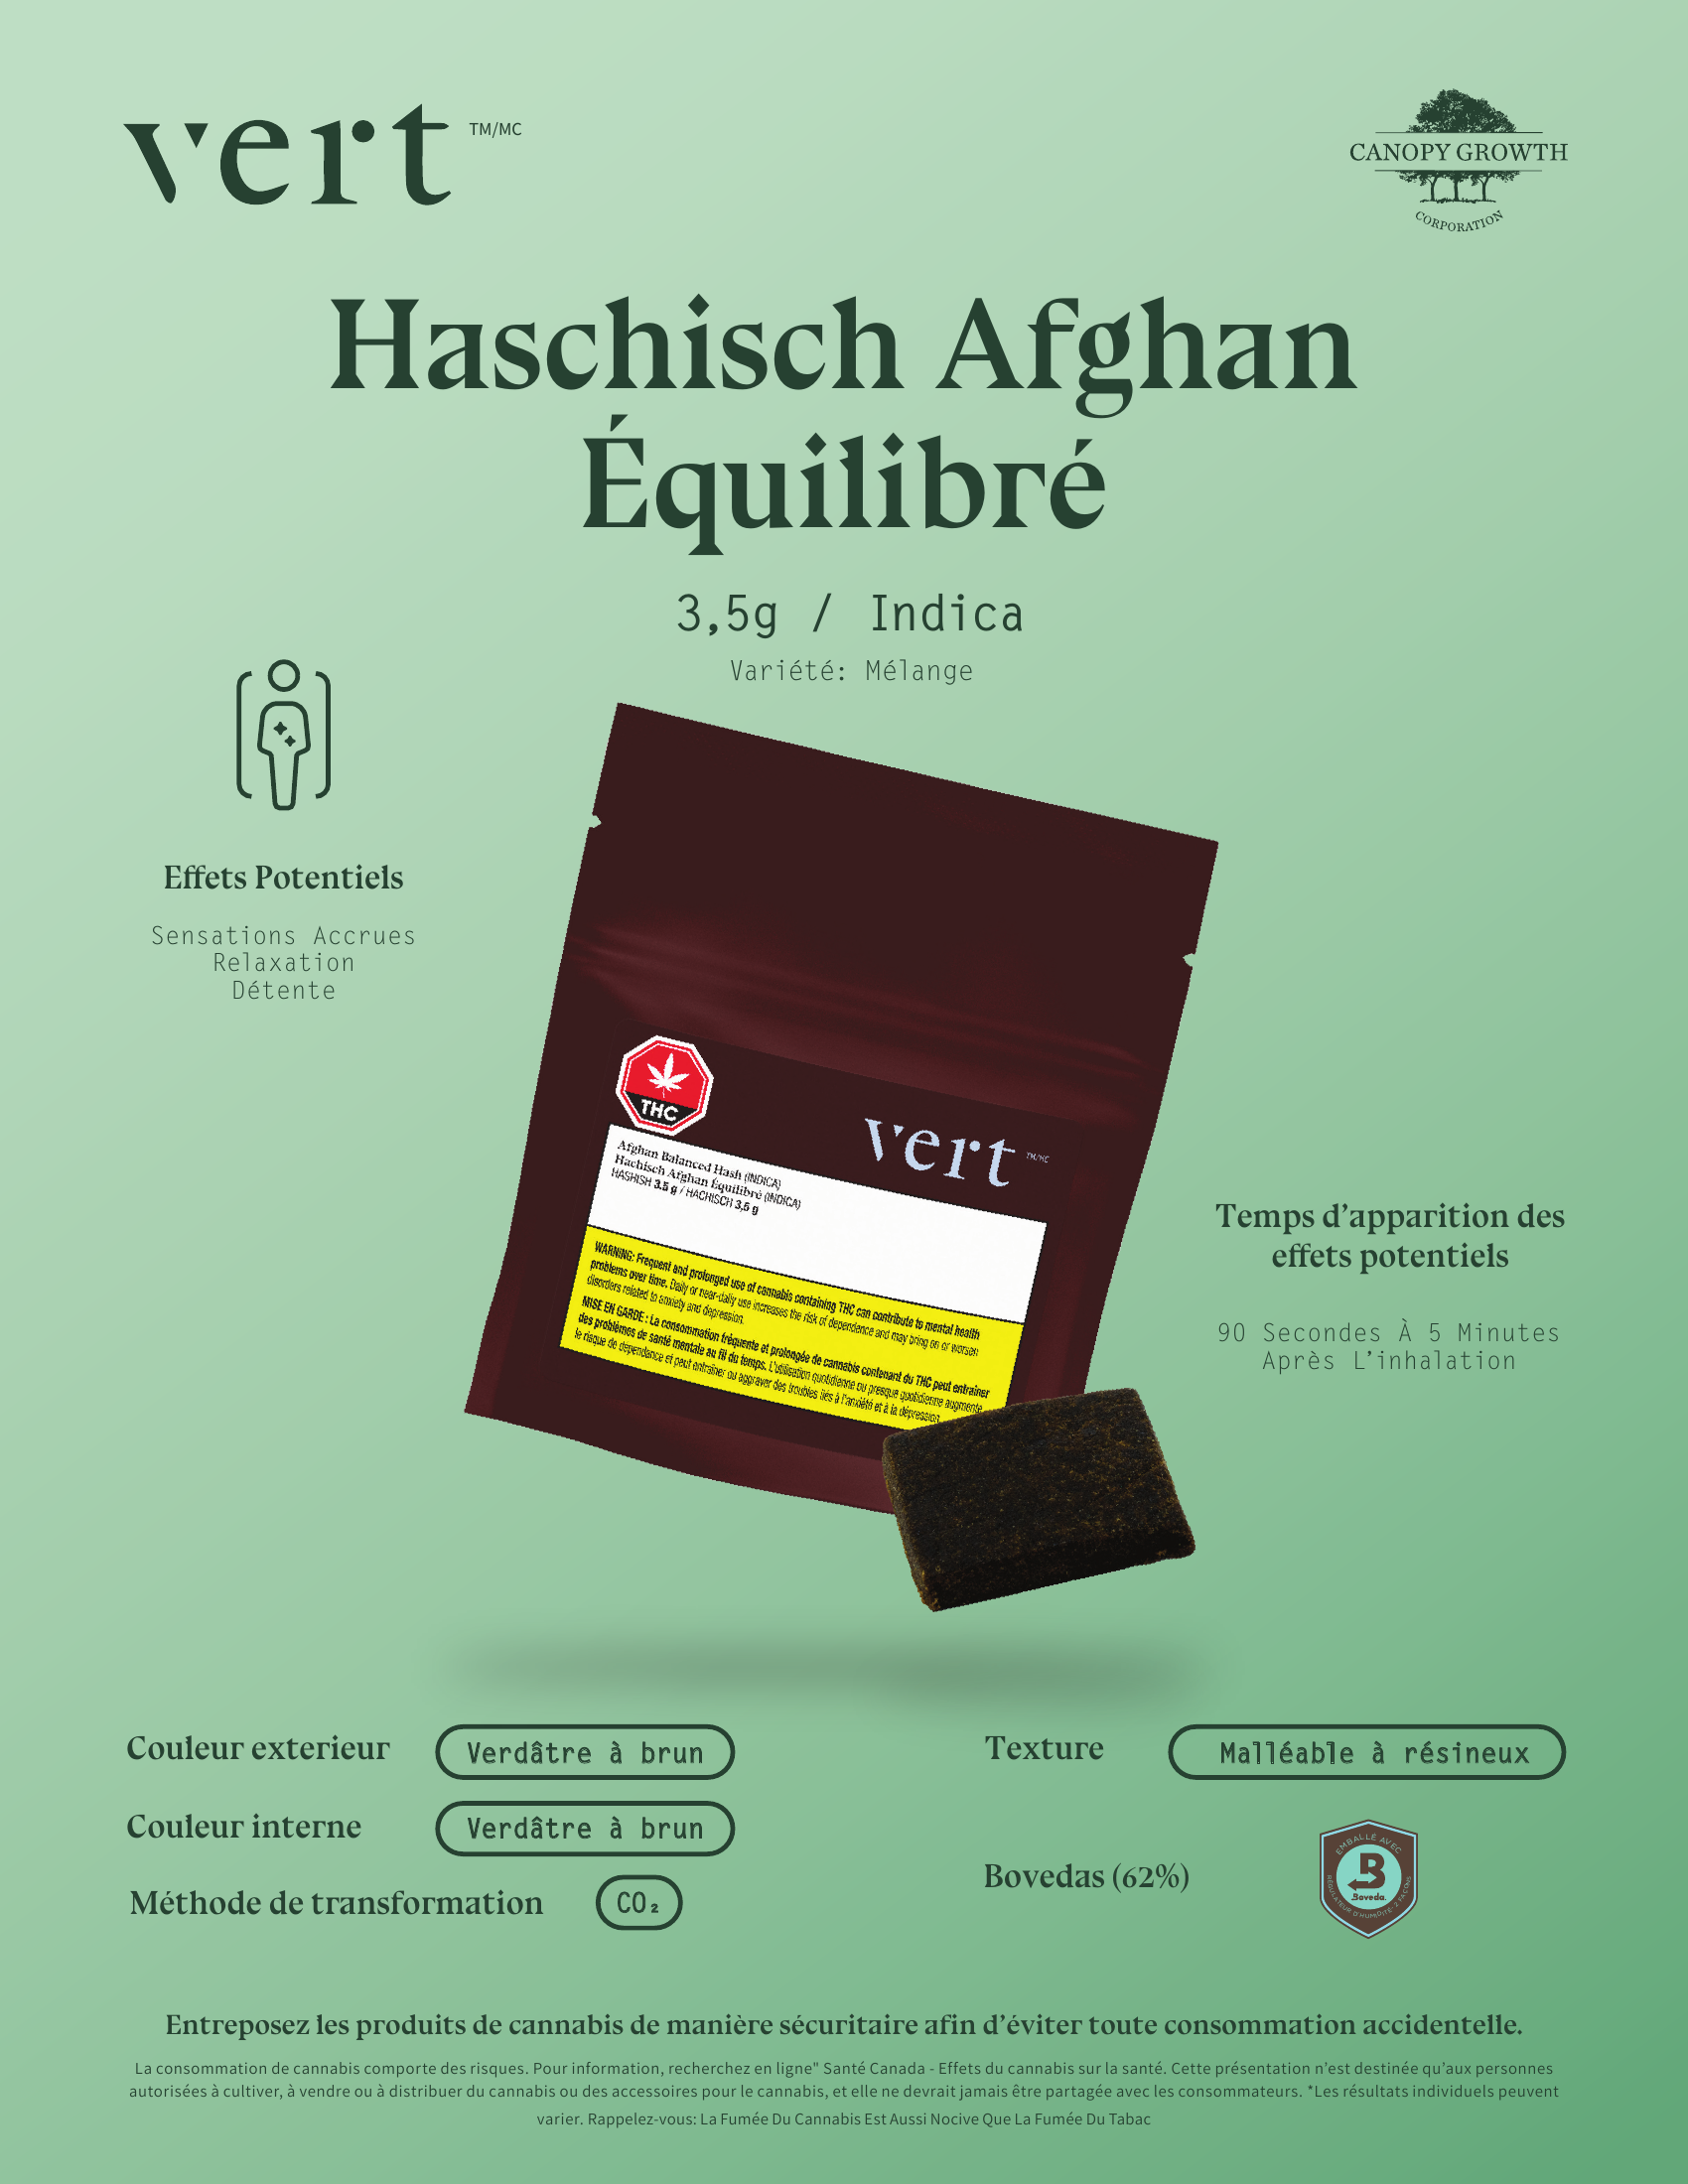 vert TM/MC
CANOPY GROWTH
CORPORATION
Haschisch Afghan
Équilibré
3,5g / Indica
Variété: Mélange
Effets Potentiels
Sensations Accrues
Relaxation
Détente
THC
vert TM/MC
Afghan Balanced Hash (INDICA)
Hachisch Afghan Équilibré (INDICA)
HASHISH 3.5 g / HACHISCH 3,5 g
WARNING: Frequent and prolonged use of cannabis containing THC can contribute to mental health
problems over time. Daily or near-daily use increases the risk of dependence and may bring on or worsen
disorders related to anxiety and depression.
MISE EN GARDE : La consommation fréquente et prolongée de cannabis contenant du THC peut entraîner
des problèmes de santé mentale au fil du temps. L'utilisation quotidienne ou presque quotidienne augmente
le risque de dépendance et peut entraîner ou aggraver des troubles liés à l'anxiété et à la dépression.
Temps d’apparition des
effets potentiels
90 Secondes À 5 Minutes
Après L’inhalation
Couleur exterieur Verdâtre à brun
Texture Malléable à résineux
Couleur interne Verdâtre à brun
Méthode de transformation CO₂
Bovedas (62%)
EMBALLÉ AVEC
B
Boveda.
RÉGULATEUR D'HUMIDITÉ- 2 FAÇONS
Entreposez les produits de cannabis de manière sécuritaire afin d’éviter toute consommation accidentelle.
La consommation de cannabis comporte des risques. Pour information, recherchez en ligne" Santé Canada - Effets du cannabis sur la santé. Cette présentation n’est destinée qu’aux personnes
autorisées à cultiver, à vendre ou à distribuer du cannabis ou des accessoires pour le cannabis, et elle ne devrait jamais être partagée avec les consommateurs. *Les résultats individuels peuvent
varier. Rappelez-vous: La Fumée Du Cannabis Est Aussi Nocive Que La Fumée Du Tabac